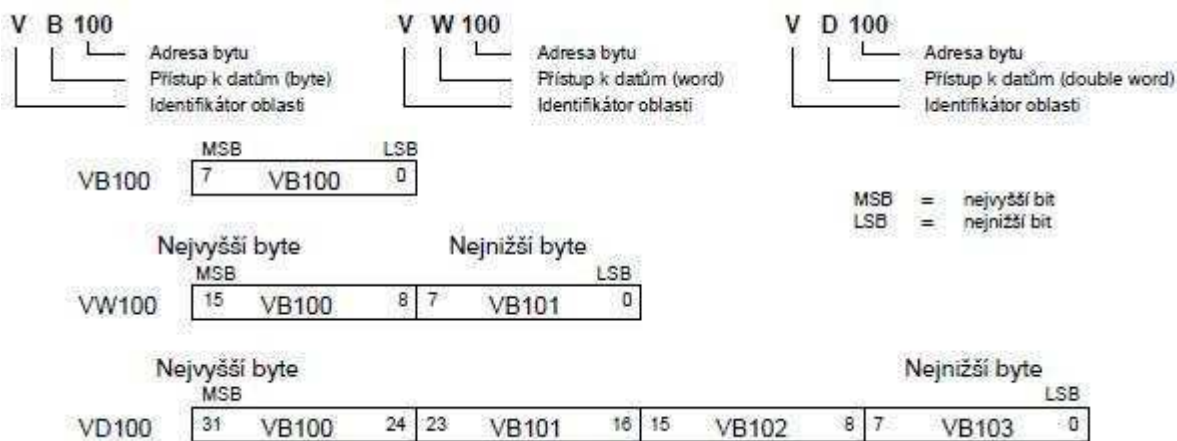 V B 100 V W 100 V D 100
Adresa bytu Adresa bytu Adresa bytu
Přístup k datům (byte) Přístup k datům (word) Přístup k datům (double word)
Identifikátor oblasti Identifikátor oblasti Identifikátor oblasti
MSB LSB
VB100 7 VB100 0
MSB = nejvyšší bit
LSB = nejnižší bit
Nejvyšší byte Nejnižší byte
MSB LSB
VW100 15 VB100 8 7 VB101 0
Nejvyšší byte Nejnižší byte
MSB LSB
VD100 31 VB100 24 23 VB101 16 15 VB102 8 7 VB103 0